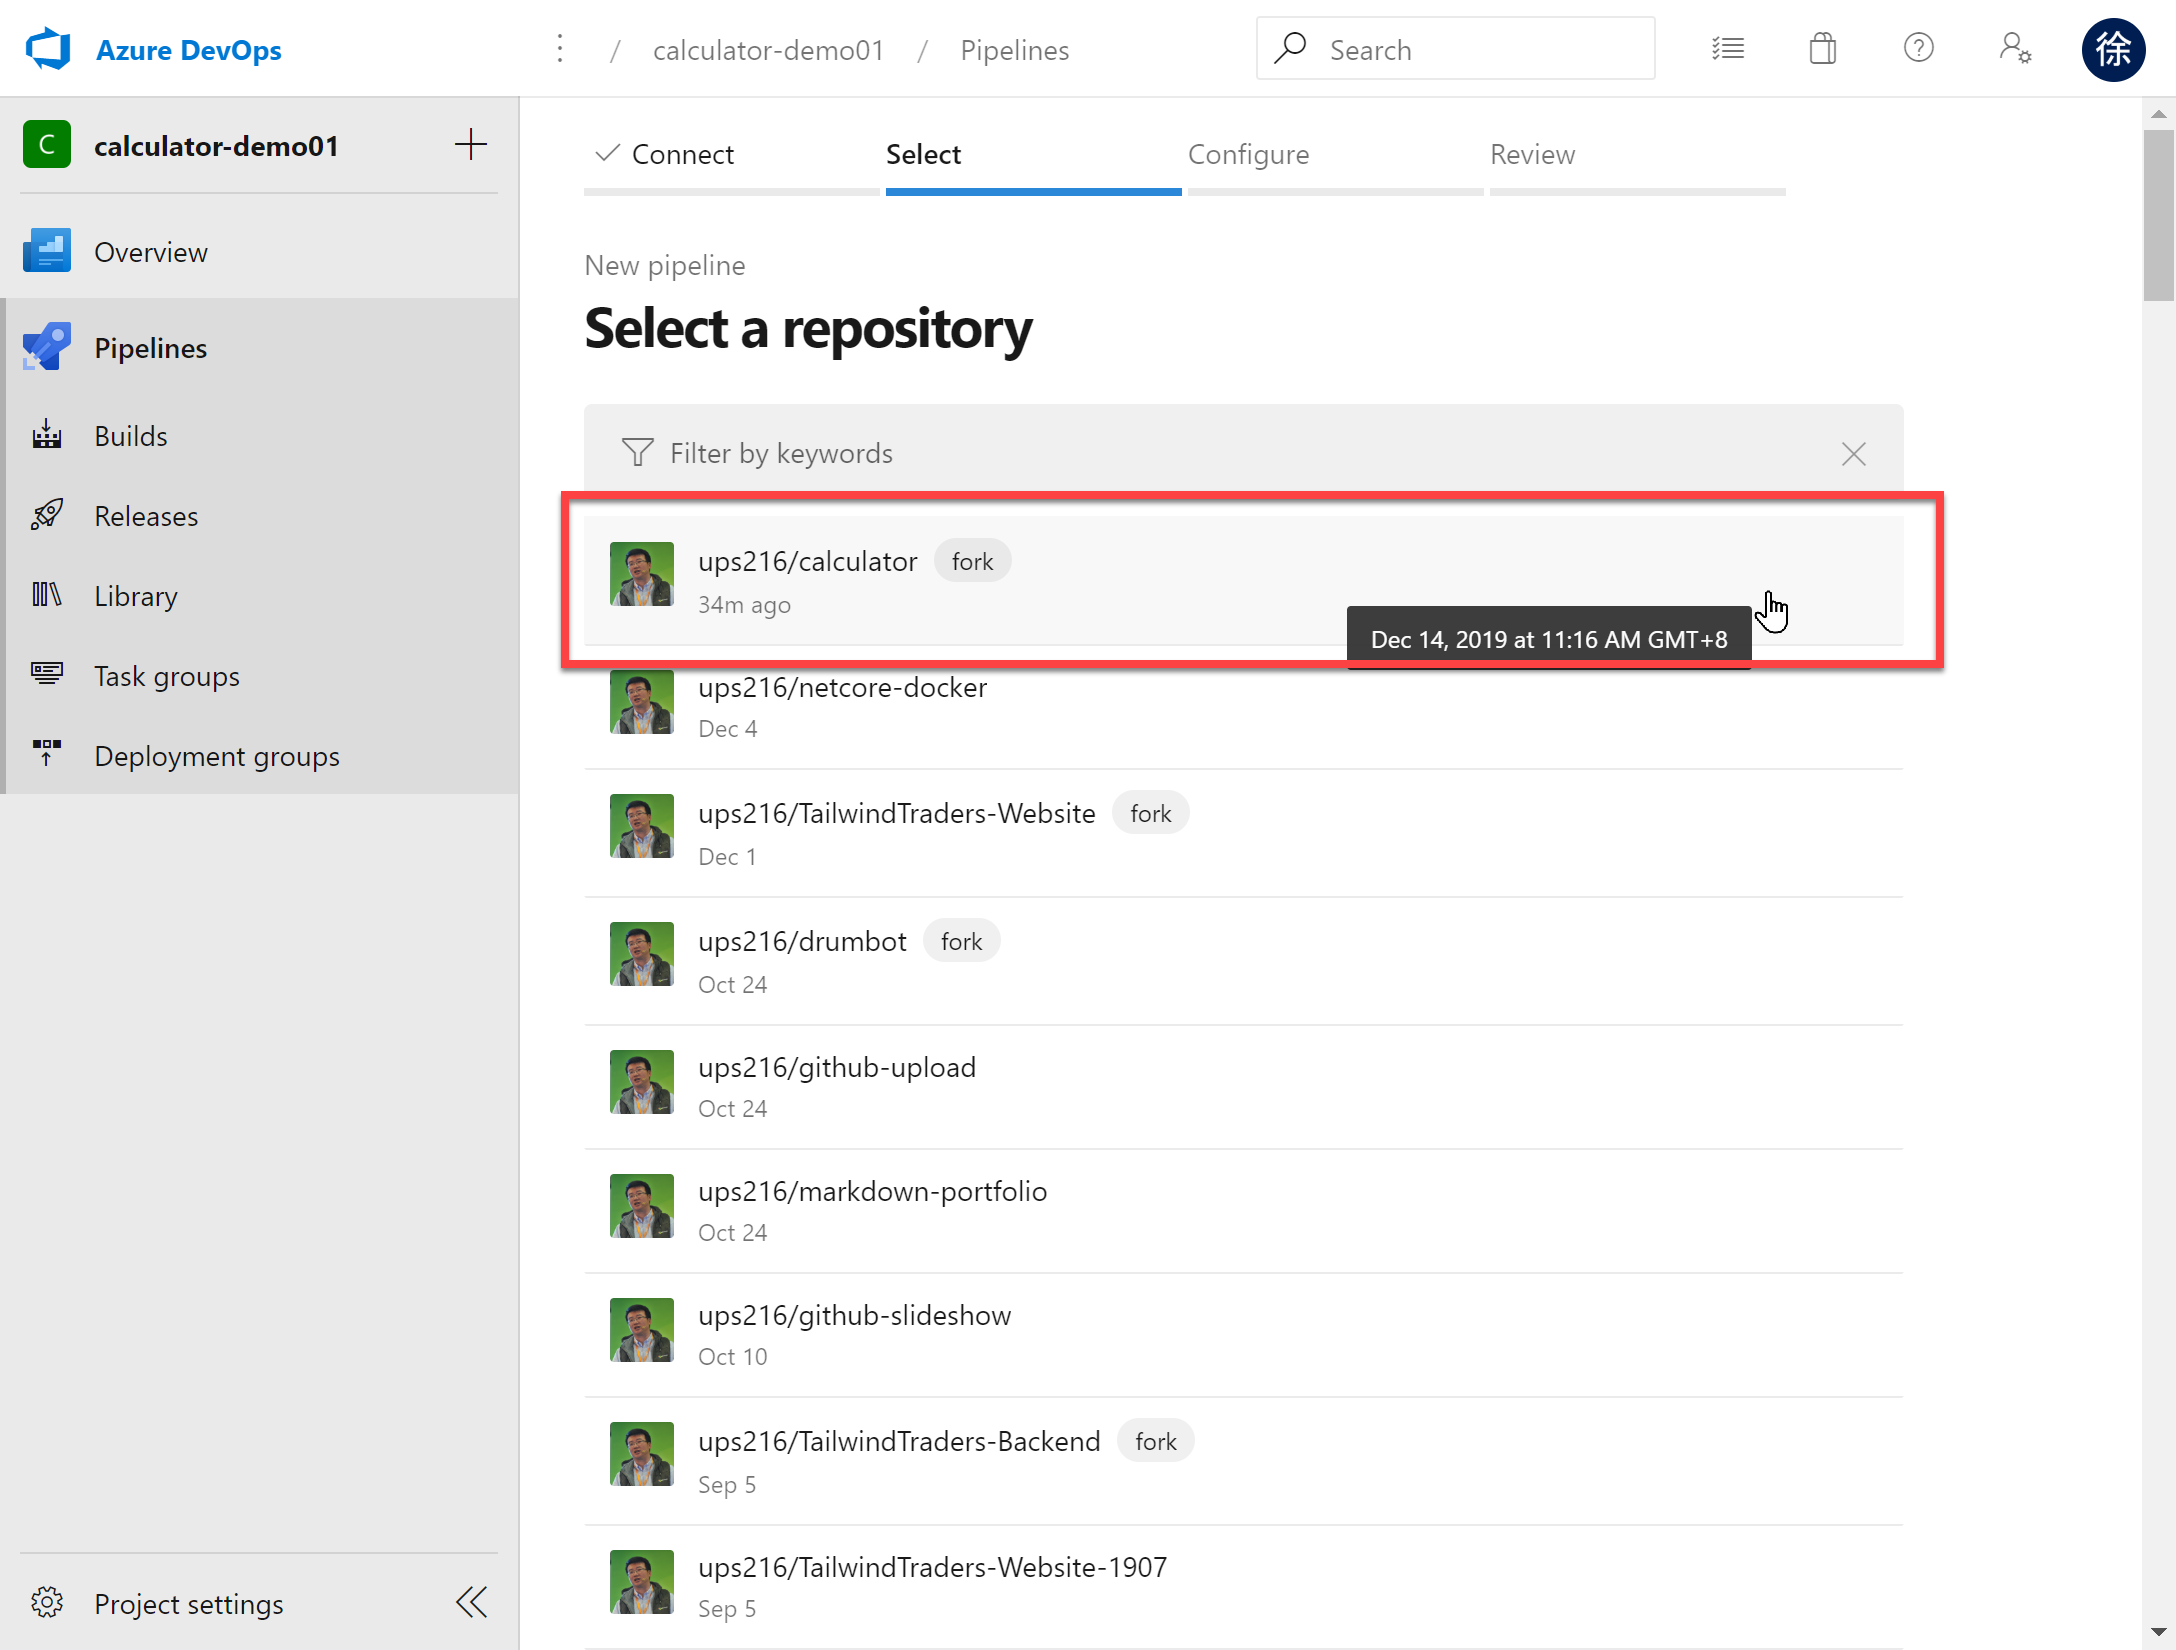 Azure DevOps
/ calculator-demo01 / Pipelines
Search
徐
C calculator-demo01
Overview
Pipelines
Builds
Releases
Library
Task groups
Deployment groups
Project settings
Connect
Select
Configure
Review
New pipeline
Select a repository
Filter by keywords
ups216/calculator fork
34m ago
Dec 14, 2019 at 11:16 AM GMT+8
ups216/netcore-docker
Dec 4
ups216/TailwindTraders-Website fork
Dec 1
ups216/drumbot fork
Oct 24
ups216/github-upload
Oct 24
ups216/markdown-portfolio
Oct 24
ups216/github-slideshow
Oct 10
ups216/TailwindTraders-Backend fork
Sep 5
ups216/TailwindTraders-Website-1907
Sep 5